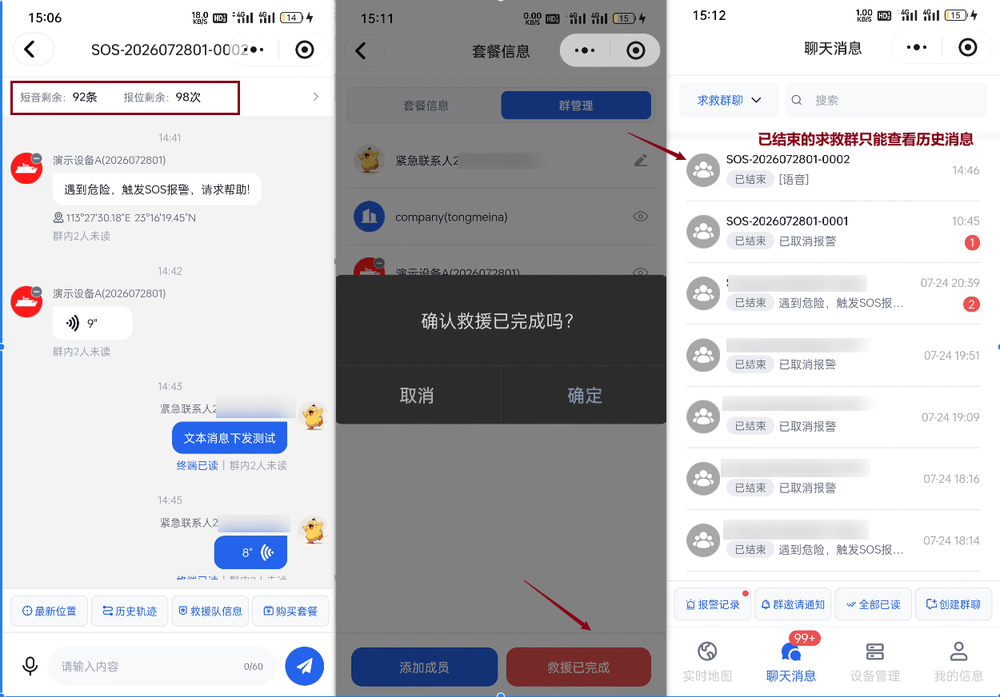 15:06
18.0 KB/S HD 4G 4G 14
SOS-2026072801-0002
短音剩余: 92条 报位剩余: 98次
14:41
演示设备A(2026072801)
遇到危险，触发SOS报警，请求帮助!
113°27'30.18"E 23°16'19.45"N
群内2人未读
14:42
演示设备A(2026072801)
9"
群内2人未读
14:43
紧急联系人2
文本消息下发测试
终端已读 | 群内2人未读
14:45
紧急联系人2
8"
终端已读 | 群内2人未读
最新位置 历史轨迹 救援队信息 购买套餐
请输入内容 0/60
15:11
0.00 KB/S HD 4G 4G 15
套餐信息
套餐信息 群管理
紧急联系人2
company(tongmeina)
演示设备A(2026072801)
确认救援已完成吗?
取消 确定
添加成员 救援已完成
15:12
1.00 KB/S HD 4G 4G 15
聊天消息
求救群聊 搜索
已结束的求救群只能查看历史消息
SOS-2026072801-0002
14:46
已结束 [语音]
SOS-2026072801-0001 10:45
已结束 已取消报警 1
07-24 20:39
已结束 遇到危险，触发SOS报... 2
07-24 19:51
已结束 已取消报警
07-24 19:09
已结束 已取消报警
07-24 18:16
已结束 已取消报警
07-24 18:14
已结束 遇到危险，触发SOS报...
报警记录 群邀请通知 全部已读 创建群聊
99+
实时地图 聊天消息 设备管理 我的信息